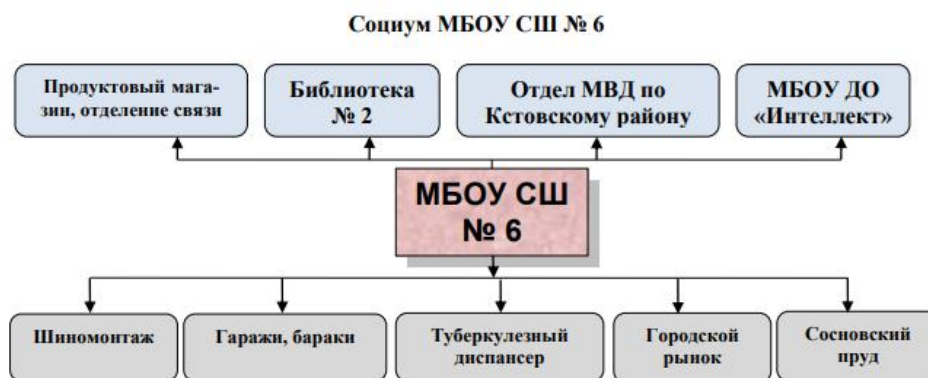 Социум МБОУ СШ № 6
Продуктовый мага-
зин, отделение связи
Библиотека
№ 2
Отдел МВД по
Кстовскому району
МБОУ ДО
«Интеллект»
МБОУ СШ
№ 6
Шиномонтаж
Гаражи, бараки
Туберкулезный
диспансер
Городской
рынок
Сосновский
пруд